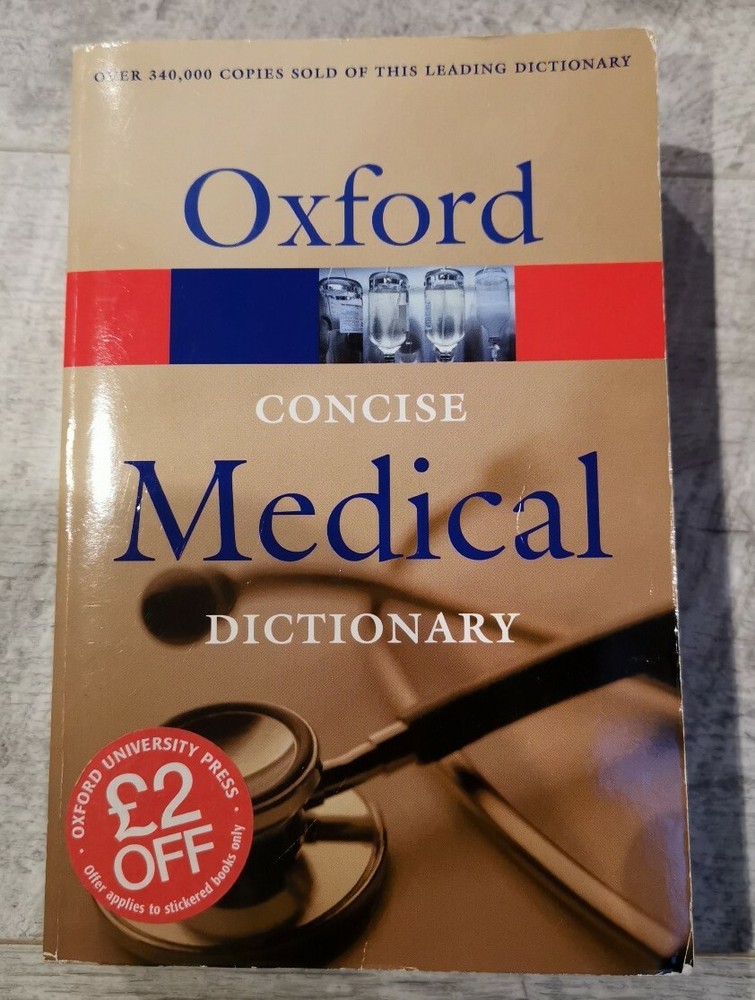 OVER 340,000 COPIES SOLD OF THIS LEADING DICTIONARY
Oxford
CONCISE
Medical
DICTIONARY
· OXFORD UNIVERSITY PRESS ·
£2
OFF
Offer applies to stickered books only